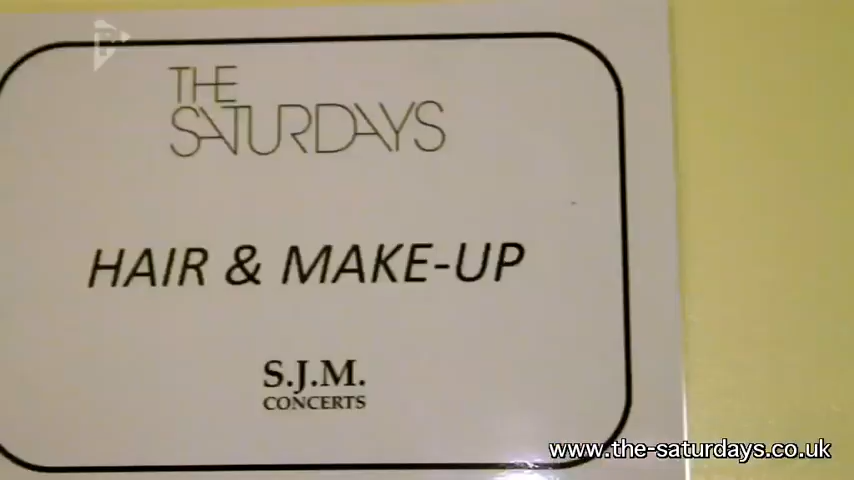 THE
SATURDAYS
HAIR & MAKE-UP
S.J.M.
CONCERTS
www.the-saturdays.co.uk